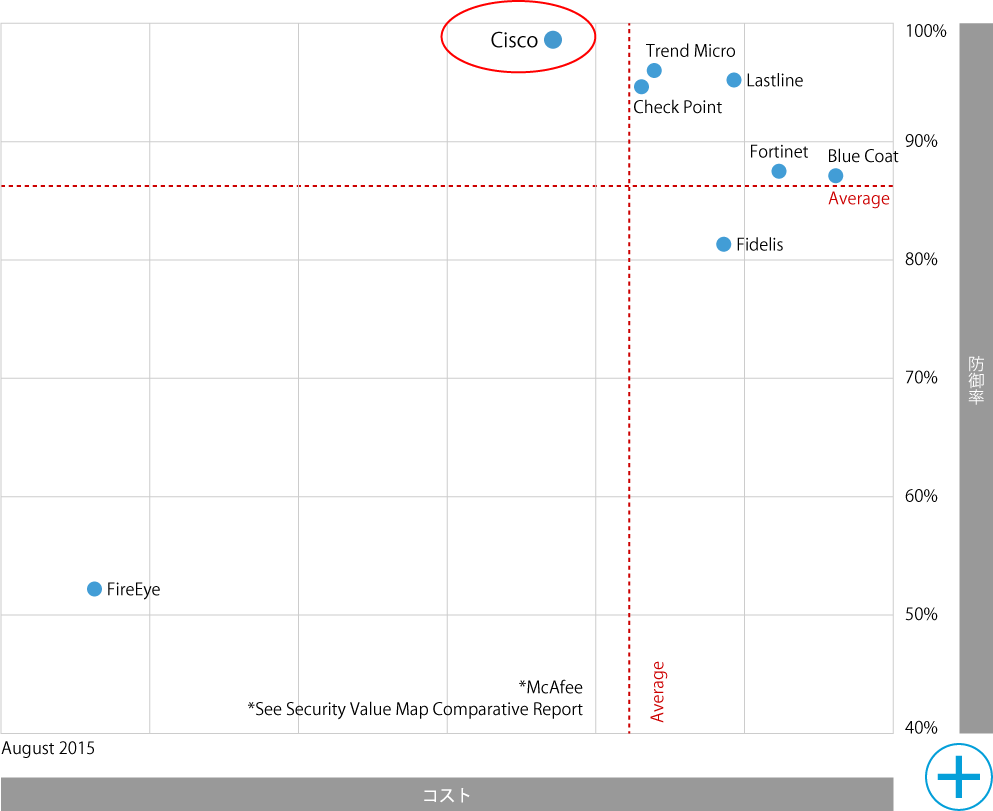 Cisco
100%
Trend Micro
Lastline
Check Point
90%
Fortinet
Blue Coat
Average
Fidelis
80%
70%
防御率
60%
FireEye
50%
*McAfee
*See Security Value Map Comparative Report
Average
40%
August 2015
コスト